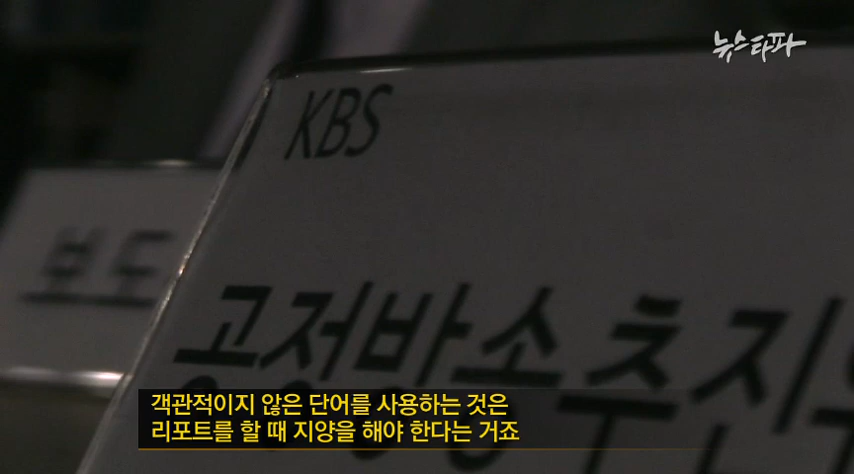 뉴스타파
KBS
보도
공정방송추진위
객관적이지 않은 단어를 사용하는 것은
리포트를 할 때 지양을 해야 한다는 거죠